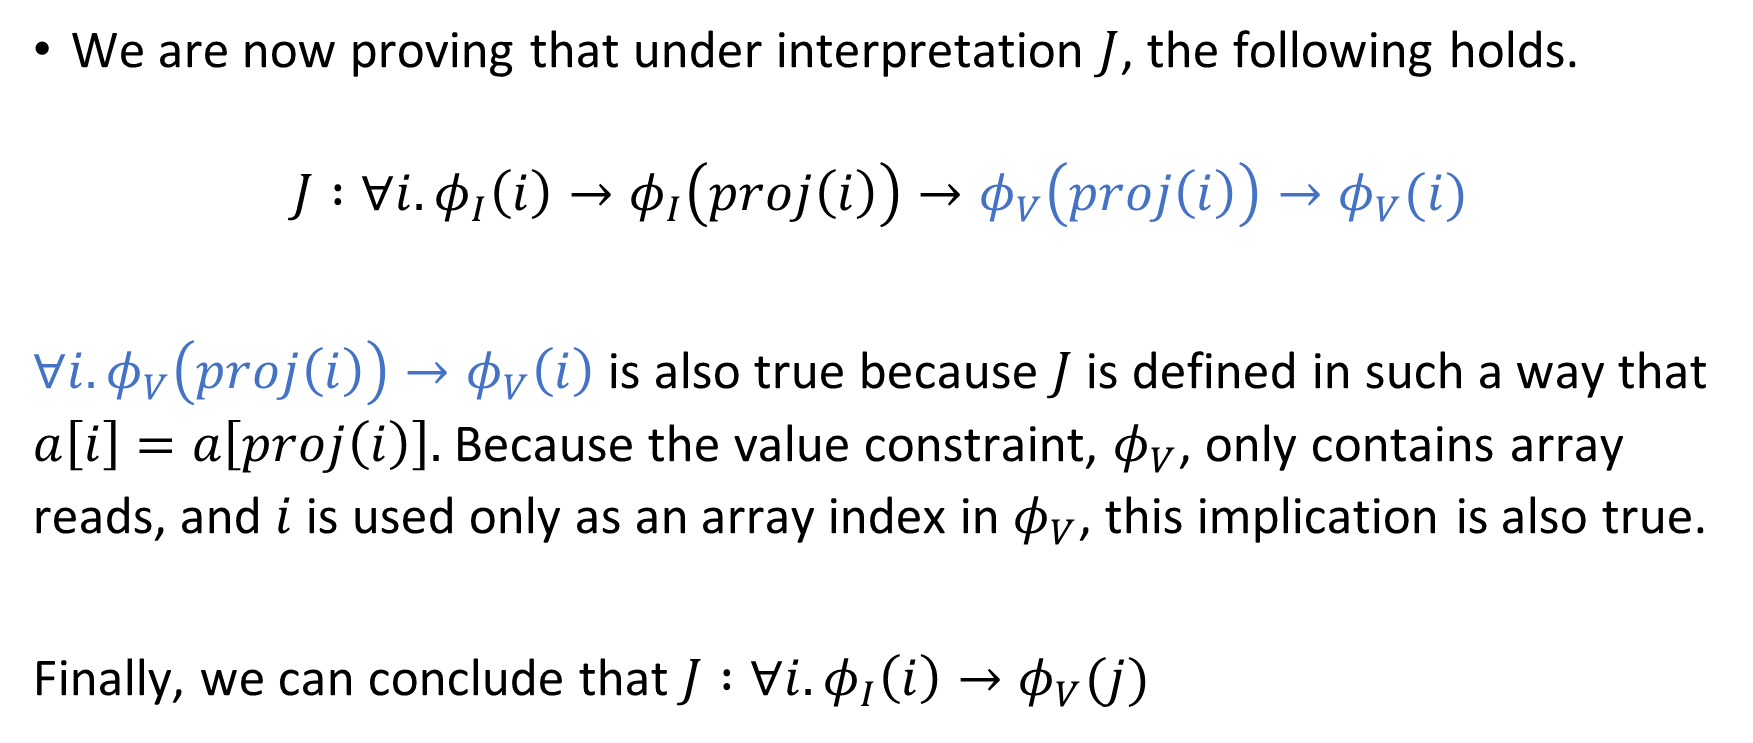 • We are now proving that under interpretation J, the following holds.
J : ∀i. ϕ_I(i) → ϕ_I(proj(i)) → ϕ_V(proj(i)) → ϕ_V(i)
∀i. ϕ_V(proj(i)) → ϕ_V(i) is also true because J is defined in such a way that
a[i] = a[proj(i)]. Because the value constraint, ϕ_V, only contains array
reads, and i is used only as an array index in ϕ_V, this implication is also true.
Finally, we can conclude that J : ∀i. ϕ_I(i) → ϕ_V(j)